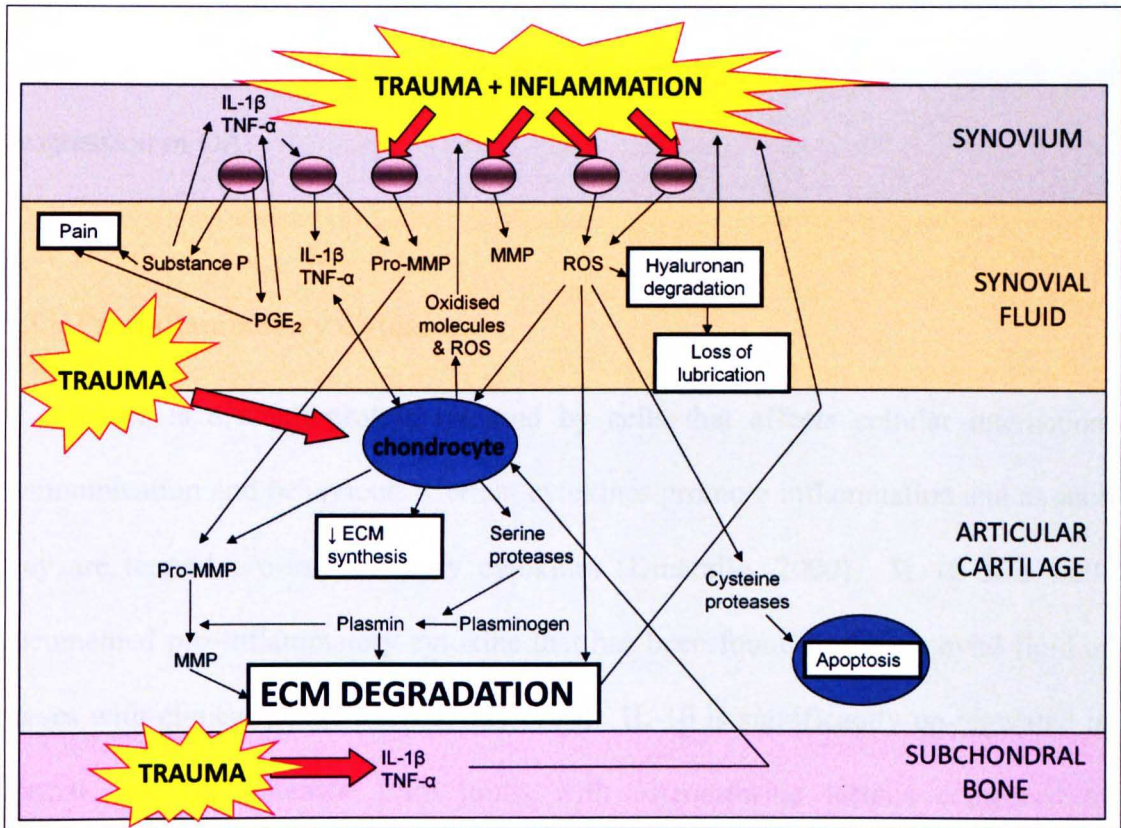 TRAUMA + INFLAMMATION
IL-1β
TNF-α
SYNOVIUM
Pain
Substance P
IL-1β
TNF-α
Pro-MMP
MMP
ROS
Hyaluronan
degradation
SYNOVIAL
FLUID
PGE₂
Oxidised
molecules
& ROS
Loss of
lubrication
TRAUMA
chondrocyte
↓ ECM
synthesis
Serine
proteases
ARTICULAR
CARTILAGE
Pro-MMP
Cysteine
proteases
Plasmin
Plasminogen
MMP
Apoptosis
ECM DEGRADATION
TRAUMA
IL-1β
TNF-α
SUBCHONDRAL
BONE